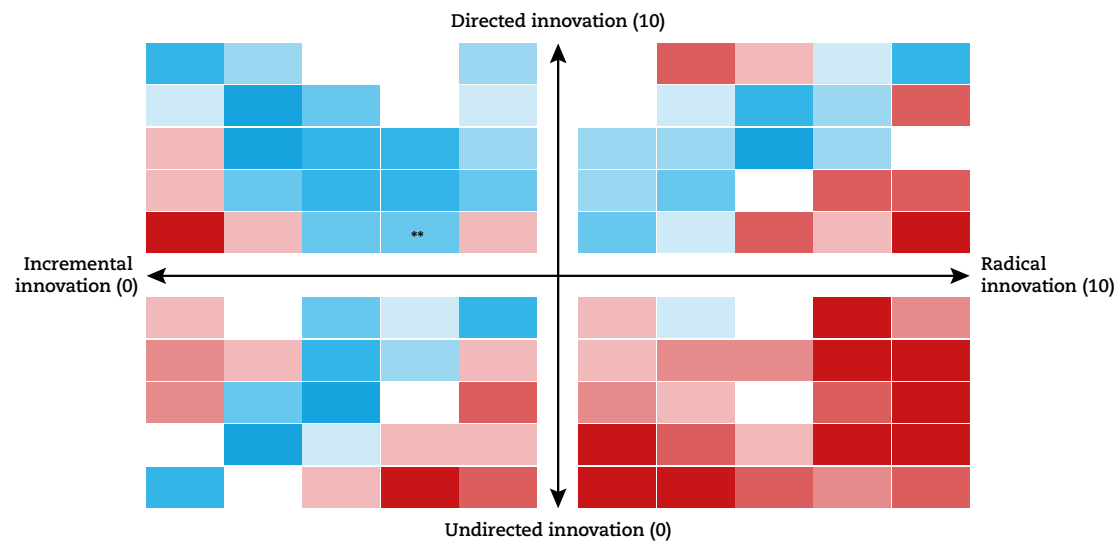 Directed innovation (10)
**
Incremental
innovation (0)
Radical
innovation (10)
Undirected innovation (0)